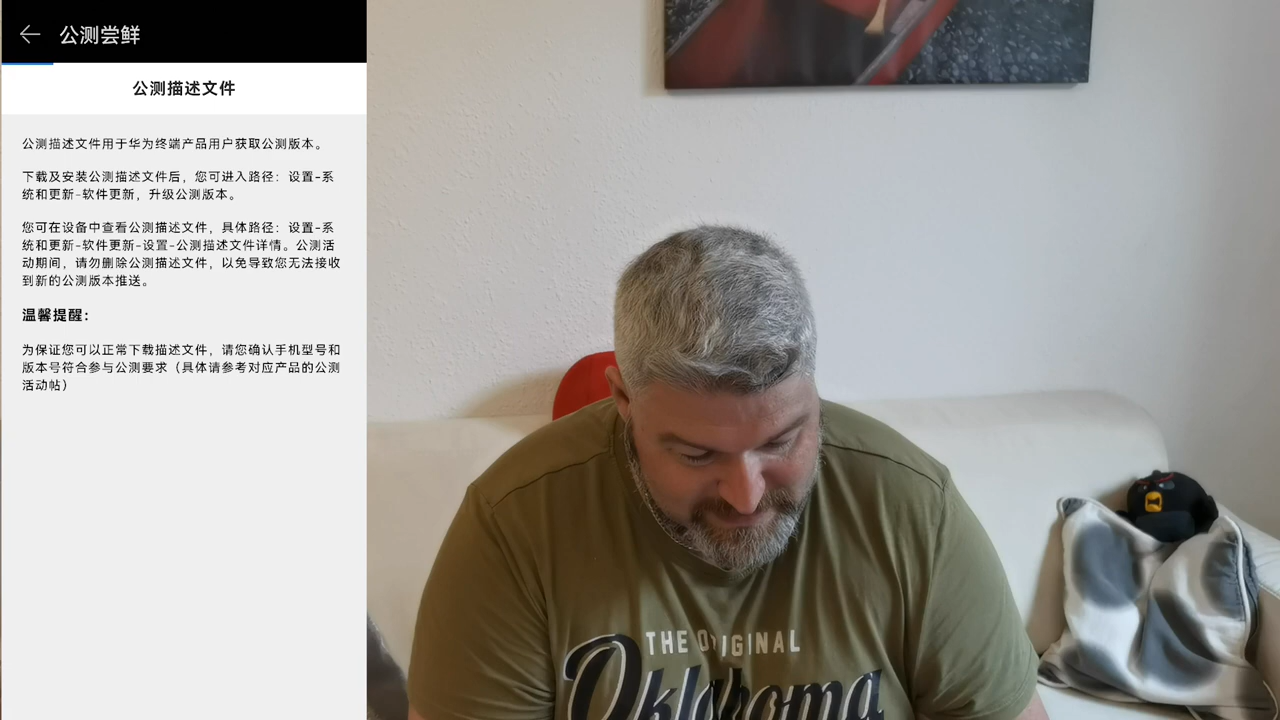 公测尝鲜
公测描述文件
公测描述文件用于华为终端产品用户获取公测版本。
下载及安装公测描述文件后，您可进入路径：设置-系
统和更新-软件更新，升级公测版本。
您可在设备中查看公测描述文件，具体路径：设置-系
统和更新-软件更新-设置-公测描述文件详情。公测活
动期间，请勿删除公测描述文件，以免导致您无法接收
到新的公测版本推送。
温馨提醒：
为保证您可以正常下载描述文件，请您确认手机型号和
版本号符合参与公测要求（具体请参考对应产品的公测
活动帖）
THE ORIGINAL
Oklahoma